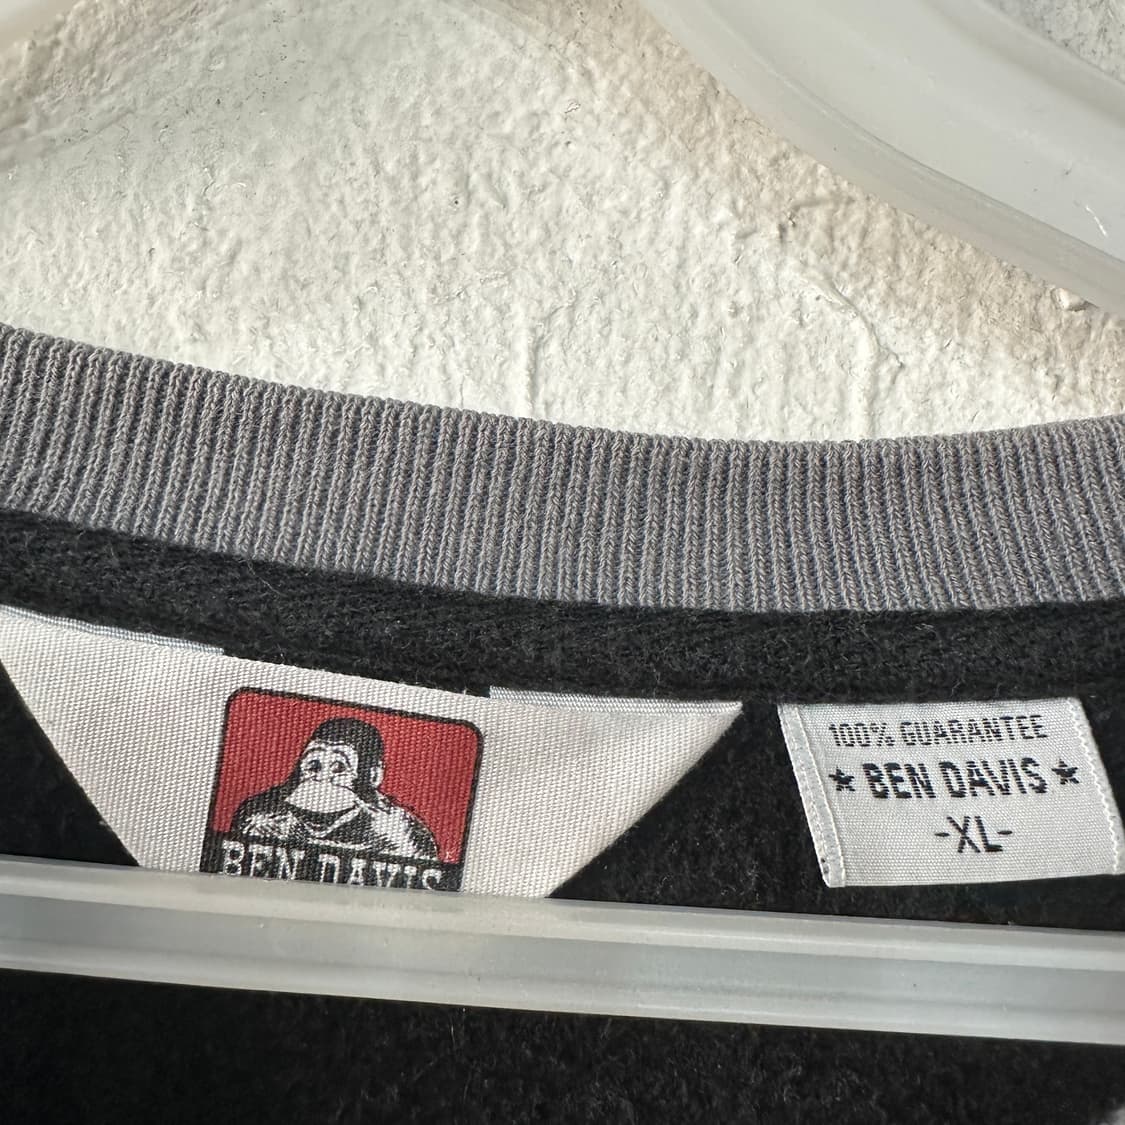 BEN DAVIS
100% GUARANTEE
★ BEN DAVIS ★
-XL-